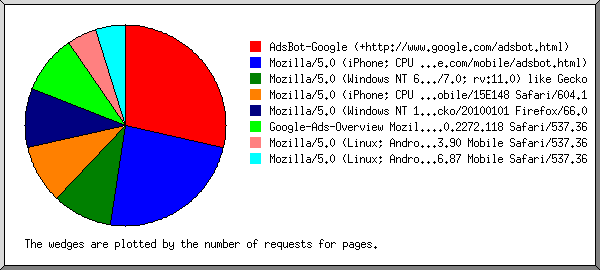 AdsBot-Google (+http://www.google.com/adsbot.html)
Mozilla/5.0 (iPhone; CPU ...e.com/mobile/adsbot.html)
Mozilla/5.0 (Windows NT 6.../7.0; rv:11.0) like Gecko
Mozilla/5.0 (iPhone; CPU ...obile/15E148 Safari/604.1
Mozilla/5.0 (Windows NT 1...cko/20100101 Firefox/66.0
Google-Ads-Overview Mozil....0.2272.118 Safari/537.36
Mozilla/5.0 (Linux; Andro...3.90 Mobile Safari/537.36
Mozilla/5.0 (Linux; Andro...6.87 Mobile Safari/537.36
The wedges are plotted by the number of requests for pages.